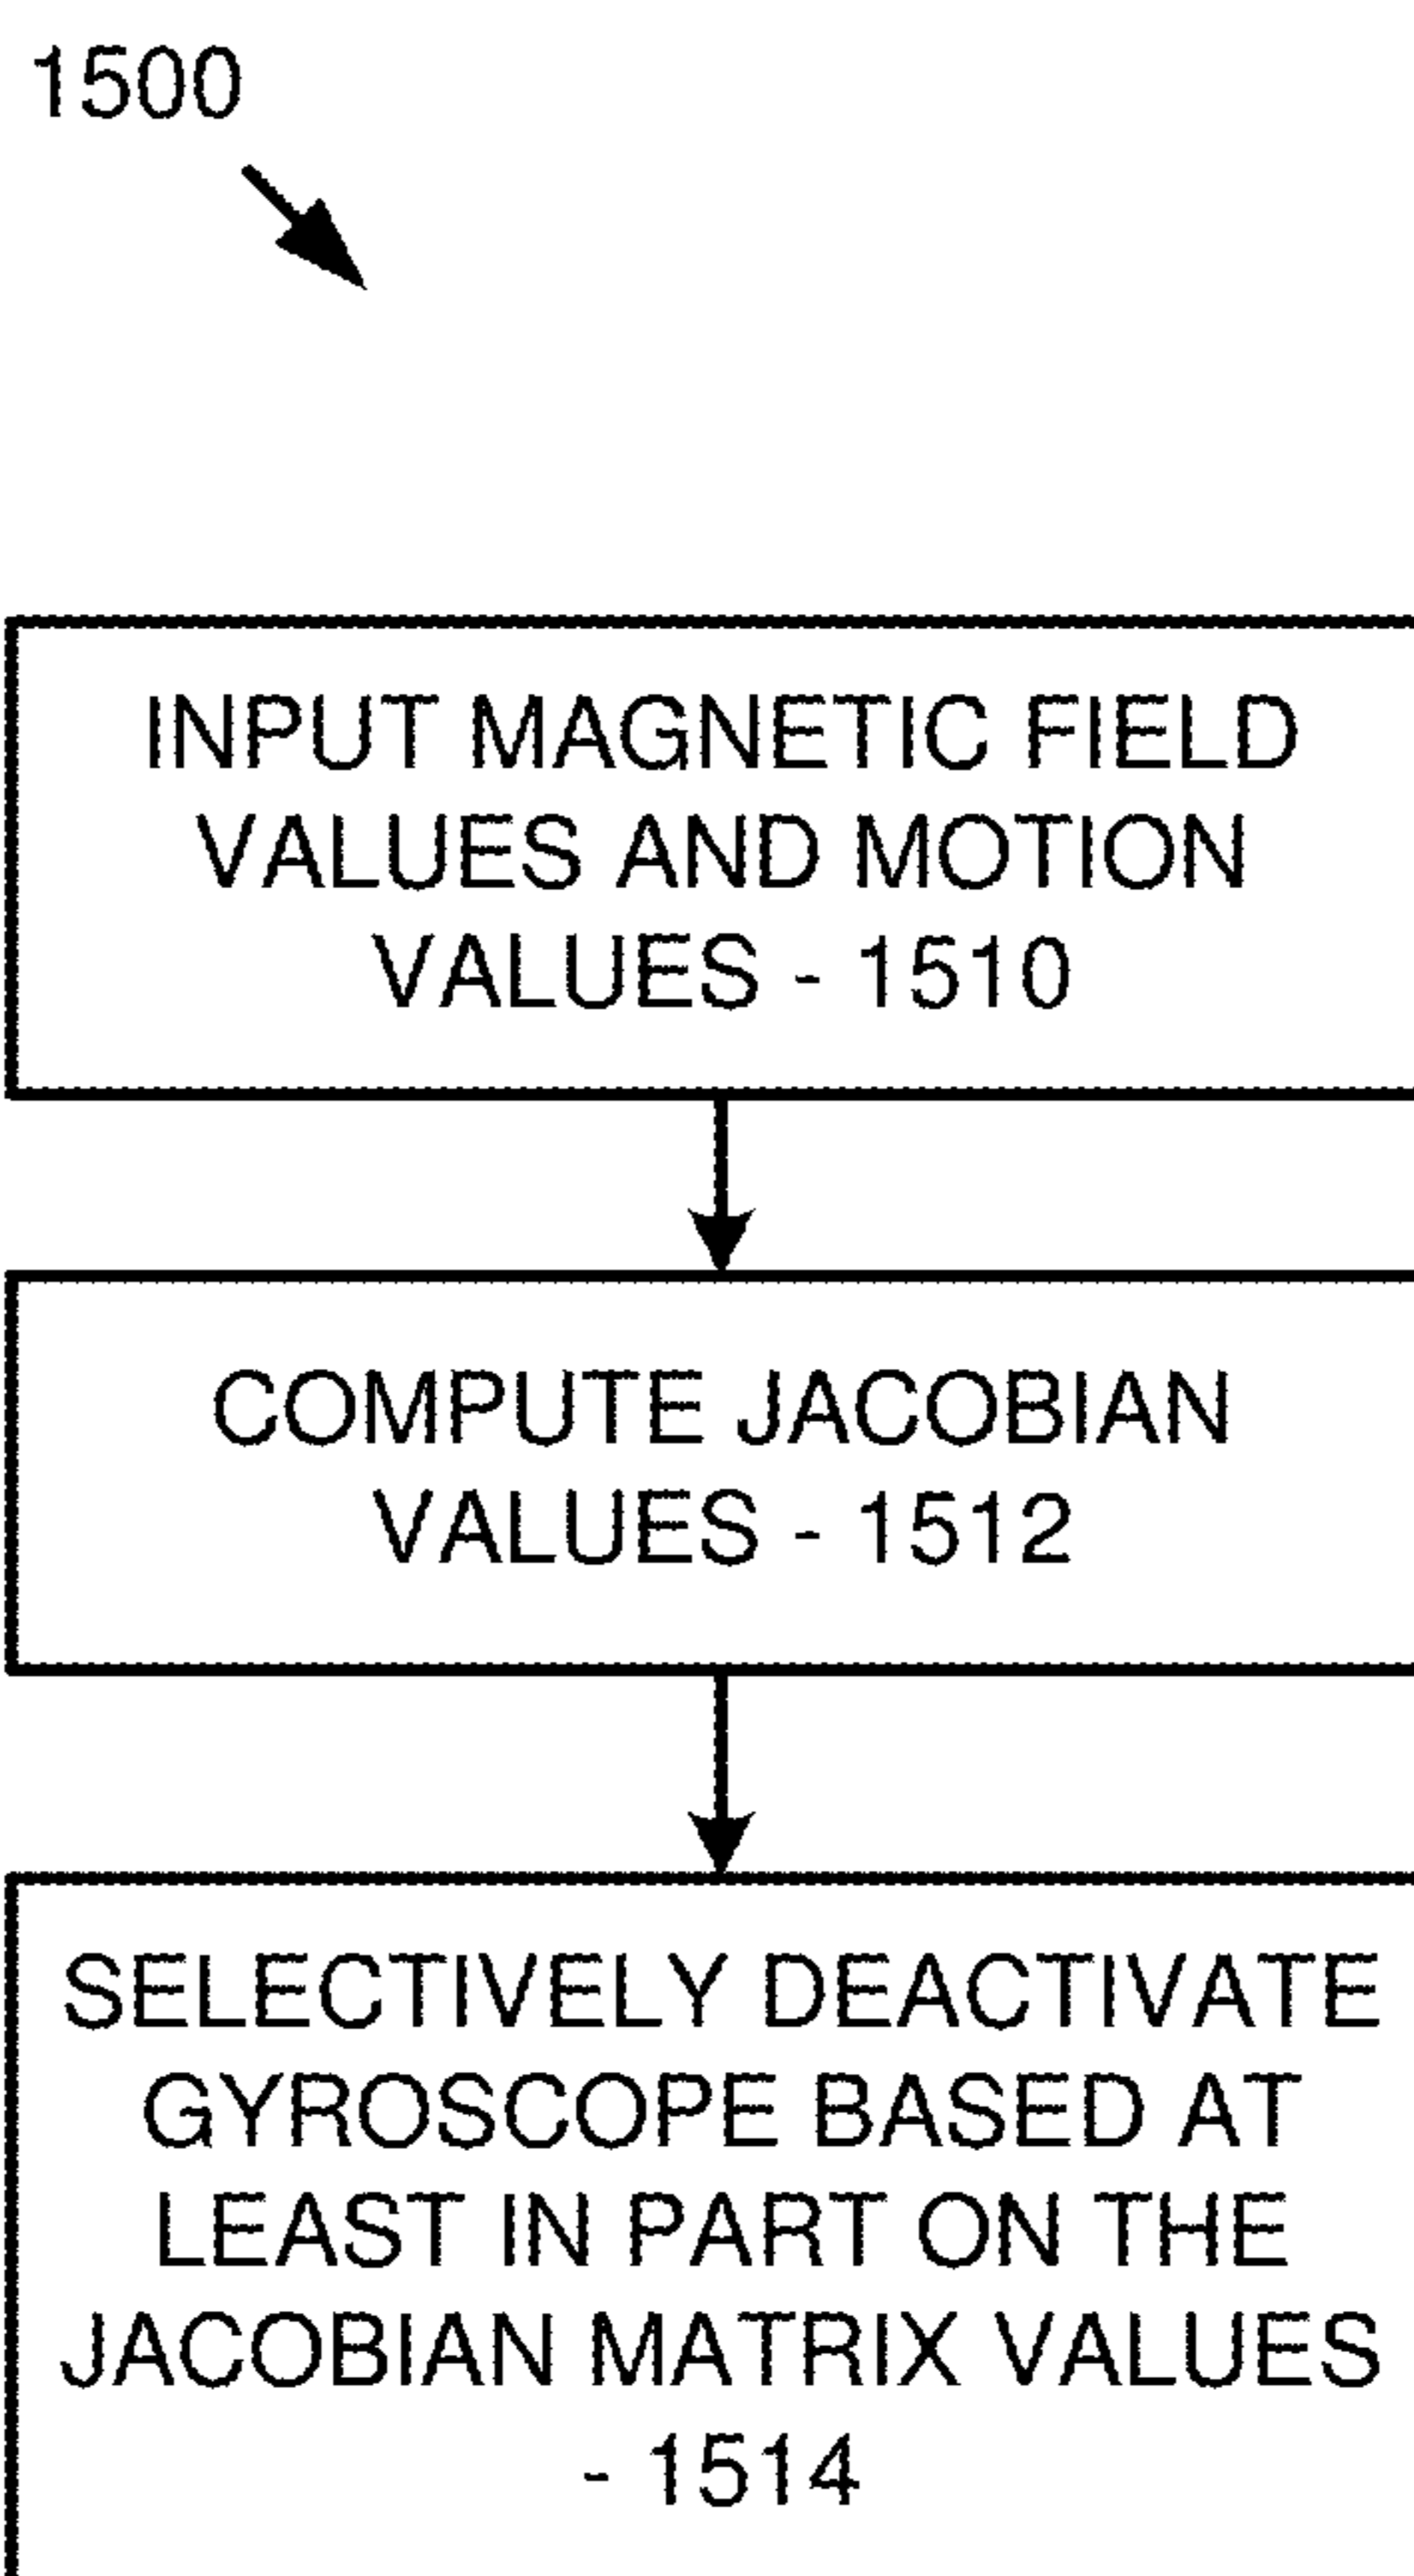 1500
INPUT MAGNETIC FIELD
VALUES AND MOTION
VALUES - 1510
COMPUTE JACOBIAN
VALUES - 1512
SELECTIVELY DEACTIVATE
GYROSCOPE BASED AT
LEAST IN PART ON THE
JACOBIAN MATRIX VALUES
- 1514